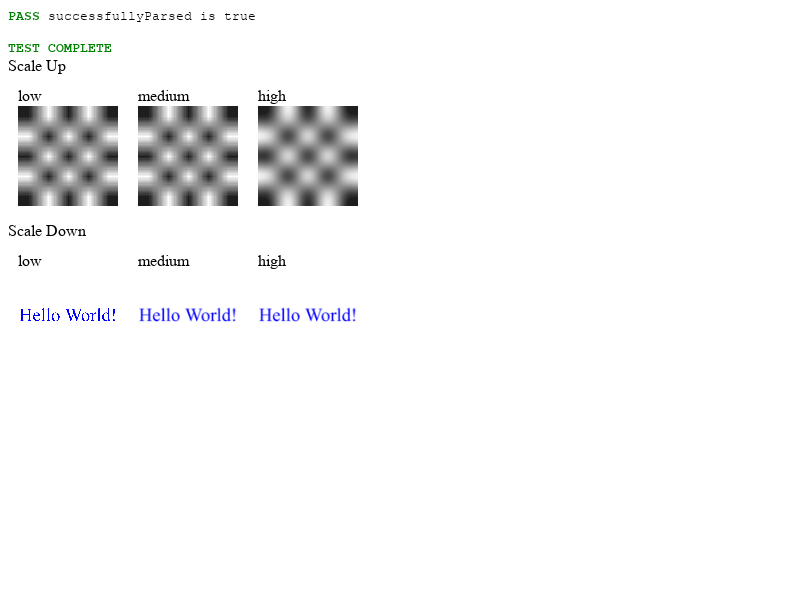 PASS successfullyParsed is true
TEST COMPLETE
Scale Up
low medium high
Scale Down
low medium high
Hello World! Hello World! Hello World!